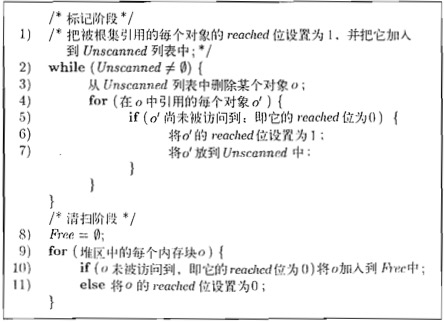 /* 标记阶段 */
1) /* 把被根集引用的每个对象的 reached 位设置为1，并把它加入
到 Unscanned 列表中; */
2) while (Unscanned ≠ ∅) {
3) 从 Unscanned 列表中删除某个对象 o;
4) for (在 o 中引用的每个对象 o′ ) {
5) if (o′ 尚未被访问到; 即它的 reached 位为0) {
6) 将 o′ 的 reached 位设置为1;
7) 将 o′ 放到 Unscanned 中;
}
}
}
/* 清扫阶段 */
8) Free = ∅;
9) for (堆区中的每个内存块 o) {
10) if (o 未被访问到, 即它的 reached 位为0) 将 o 加入到 Free 中;
11) else 将 o 的 reached 位设置为0;
}